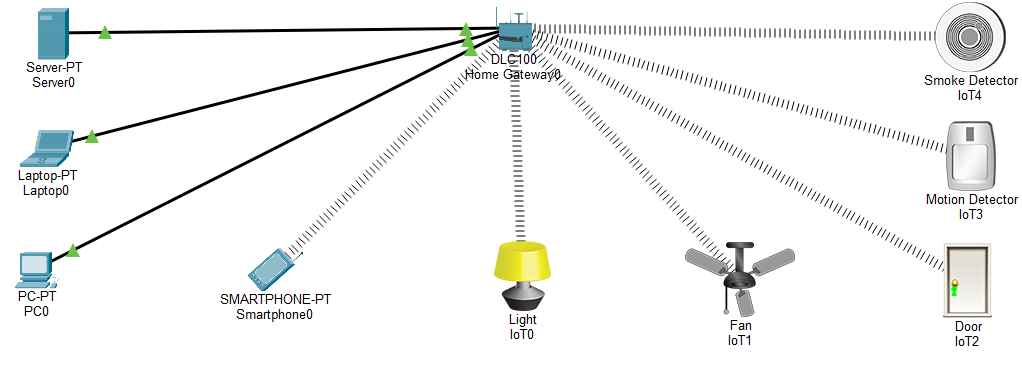 Server-PT
Server0
DLC100
Home Gateway0
Smoke Detector
IoT4
Laptop-PT
Laptop0
Motion Detector
IoT3
PC-PT
PC0
SMARTPHONE-PT
Smartphone0
Light
IoT0
Fan
IoT1
Door
IoT2